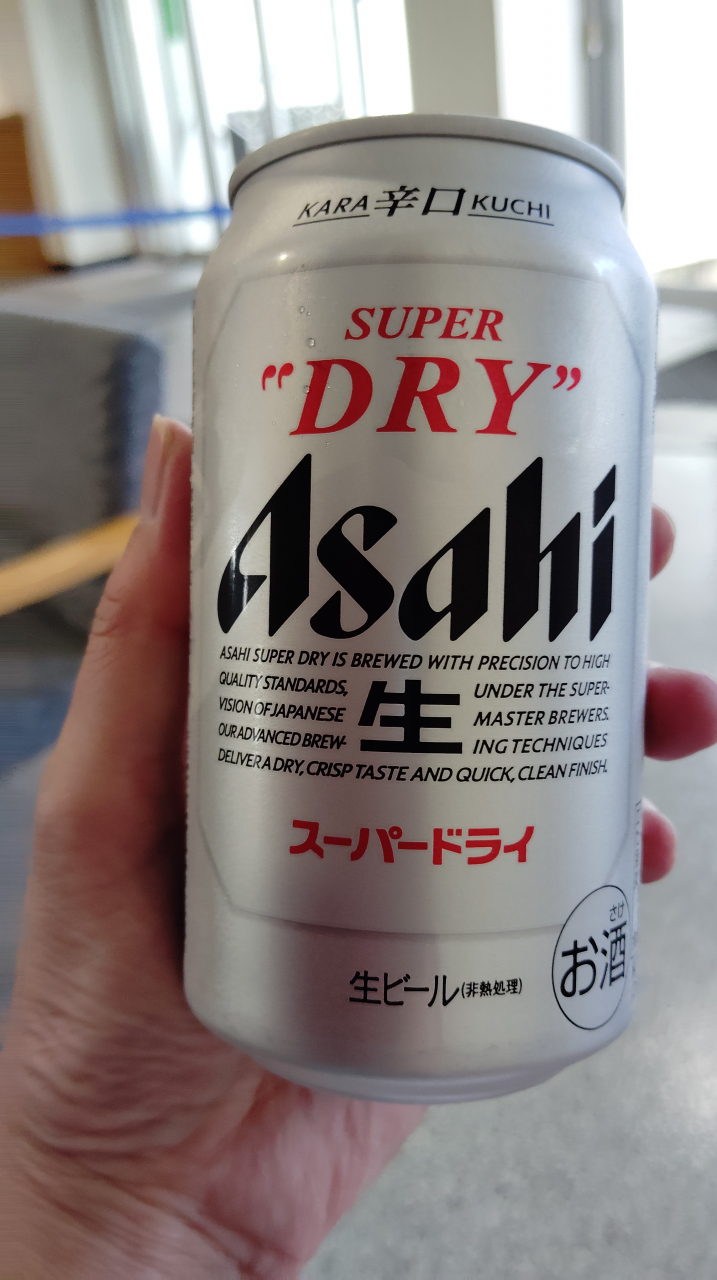 KARA 辛口 KUCHI
SUPER
"DRY"
Asahi
ASAHI SUPER DRY IS BREWED WITH PRECISION TO HIGH
QUALITY STANDARDS, UNDER THE SUPER-
VISION OF JAPANESE MASTER BREWERS.
OUR ADVANCED BREW- ING TECHNIQUES
DELIVER A DRY, CRISP TASTE AND QUICK, CLEAN FINISH.
生
スーパードライ
さけ
お酒
生ビール(非熱処理)